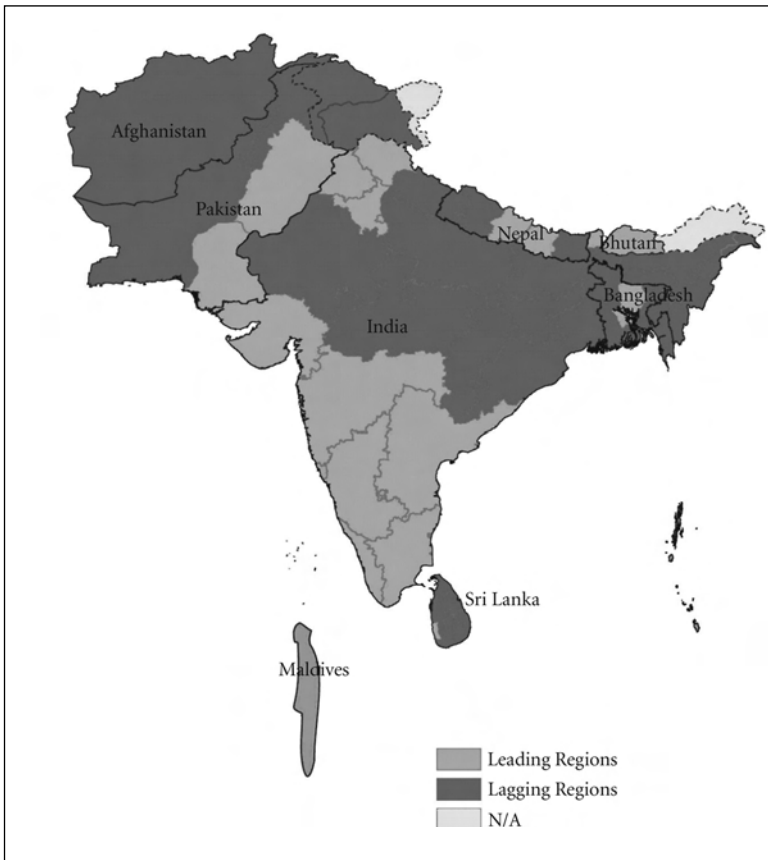 Afghanistan
Pakistan
Nepal
Bhutan
Bangladesh
India
Sri Lanka
Maldives
Leading Regions
Lagging Regions
N/A